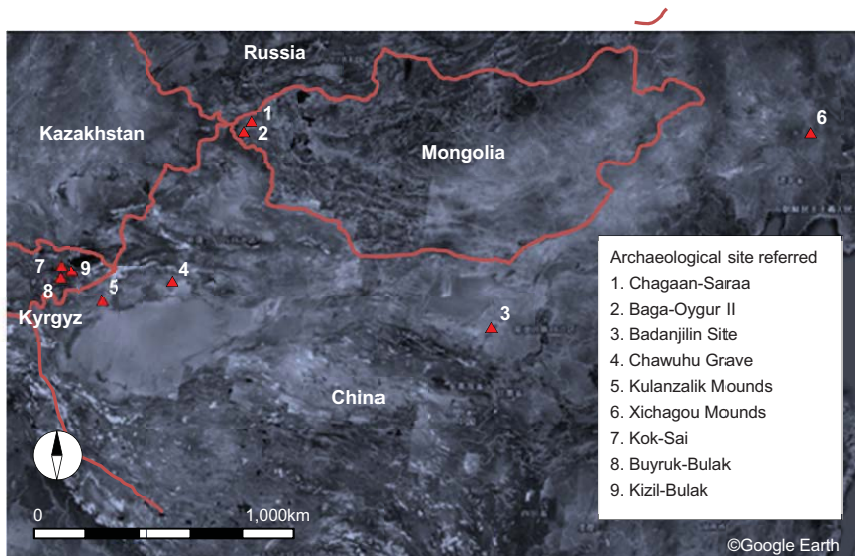 Russia
Kazakhstan
1
2
Mongolia
6
7
9
8
4
5
Kyrgyz
3
China
Archaeological site referred
1. Chagaan-Sairaa
2. Baga-Oygur II
3. Badanjilin Site
4. Chawuhu Grave
5. Kulanzalik Mounds
6. Xichagou Mounds
7. Kok-Sai
8. Buyruk-Bulak
9. Kizil-Bulak
0
1,000km
©Google Earth